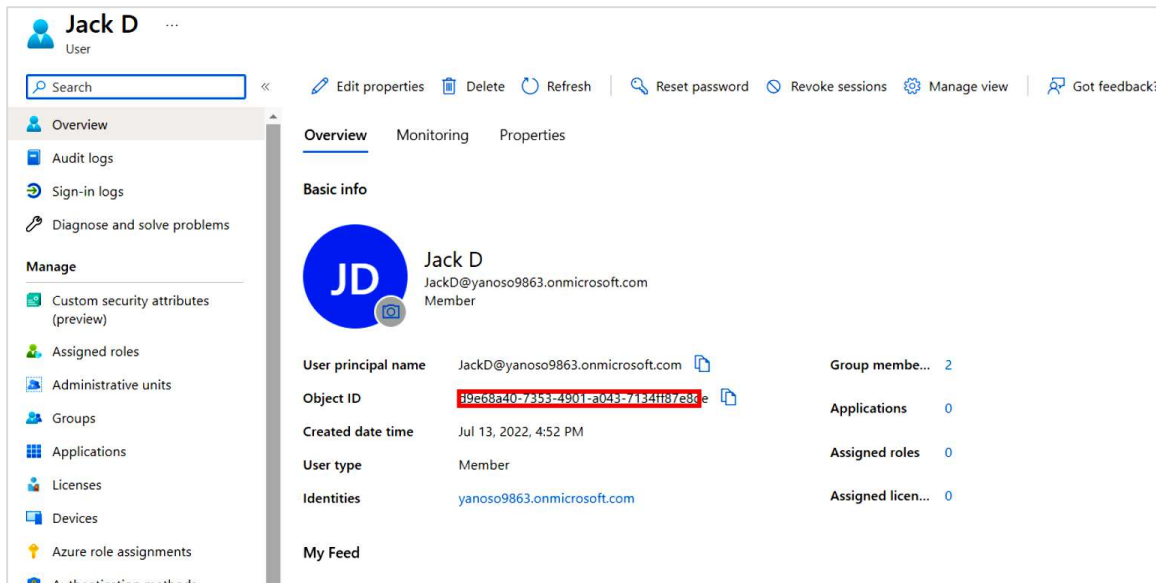 Jack D ...
User
Search
«
Edit properties Delete Refresh Reset password Revoke sessions Manage view Got feedback?
Overview
Audit logs
Sign-in logs
Diagnose and solve problems
Manage
Custom security attributes
(preview)
Assigned roles
Administrative units
Groups
Applications
Licenses
Devices
Azure role assignments
Overview Monitoring Properties
Basic info
JD
Jack D
JackD@yanoso9863.onmicrosoft.com
Member
User principal name JackD@yanoso9863.onmicrosoft.com
Object ID d9e68a40-7353-4901-a043-7134ff87e8de
Created date time Jul 13, 2022, 4:52 PM
User type Member
Identities yanoso9863.onmicrosoft.com
Group membe... 2
Applications 0
Assigned roles 0
Assigned licen... 0
My Feed